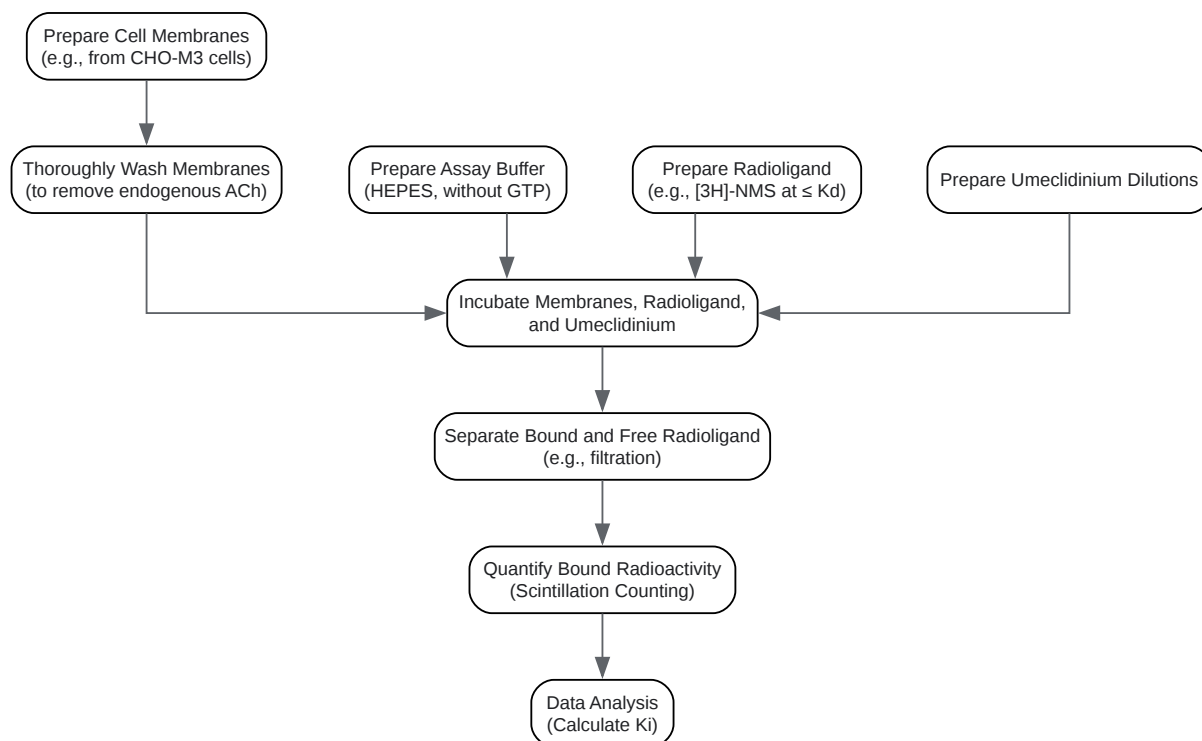 Prepare Cell Membranes
(e.g., from CHO-M3 cells)
Thoroughly Wash Membranes
(to remove endogenous ACh)
Prepare Assay Buffer
(HEPES, without GTP)
Prepare Radioligand
(e.g., [3H]-NMS at ≤ Kd)
Prepare Umeclidinium Dilutions
Incubate Membranes, Radioligand,
and Umeclidinium
Separate Bound and Free Radioligand
(e.g., filtration)
Quantify Bound Radioactivity
(Scintillation Counting)
Data Analysis
(Calculate Ki)